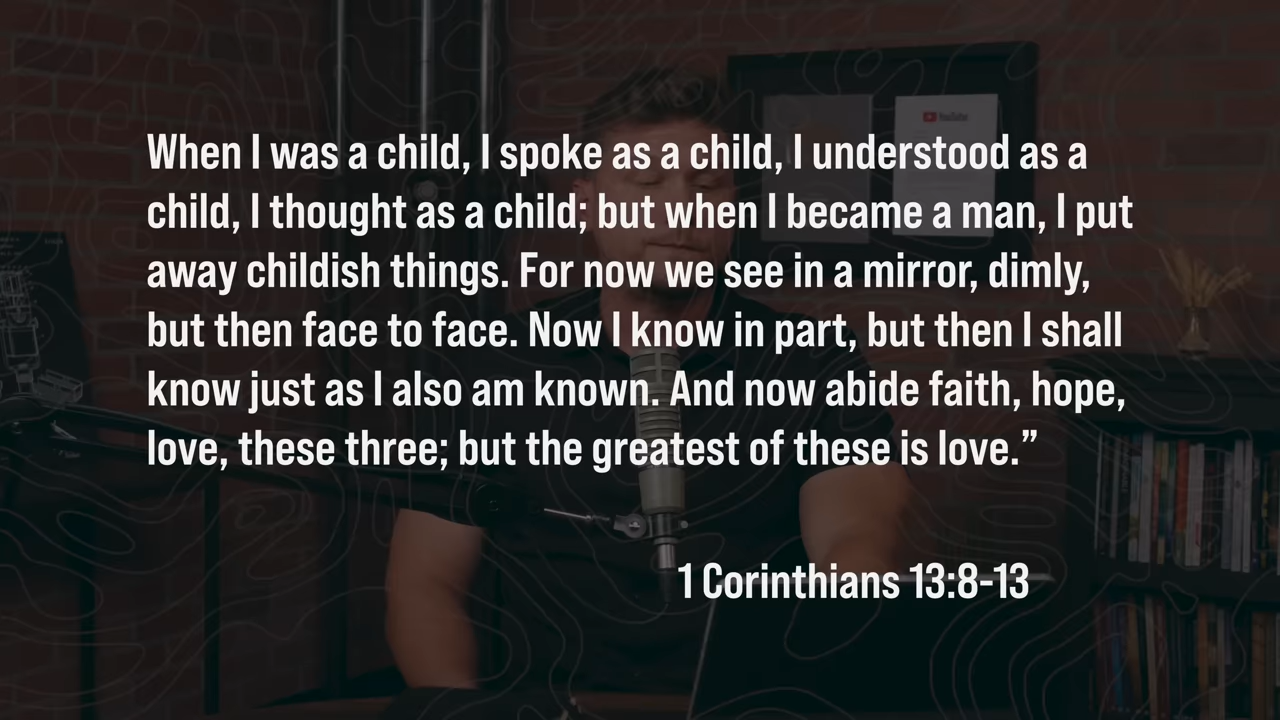 YouTube
When I was a child, I spoke as a child, I understood as a
child, I thought as a child; but when I became a man, I put
away childish things. For now we see in a mirror, dimly,
but then face to face. Now I know in part, but then I shall
know just as I also am known. And now abide faith, hope,
love, these three; but the greatest of these is love.”
1 Corinthians 13:8-13